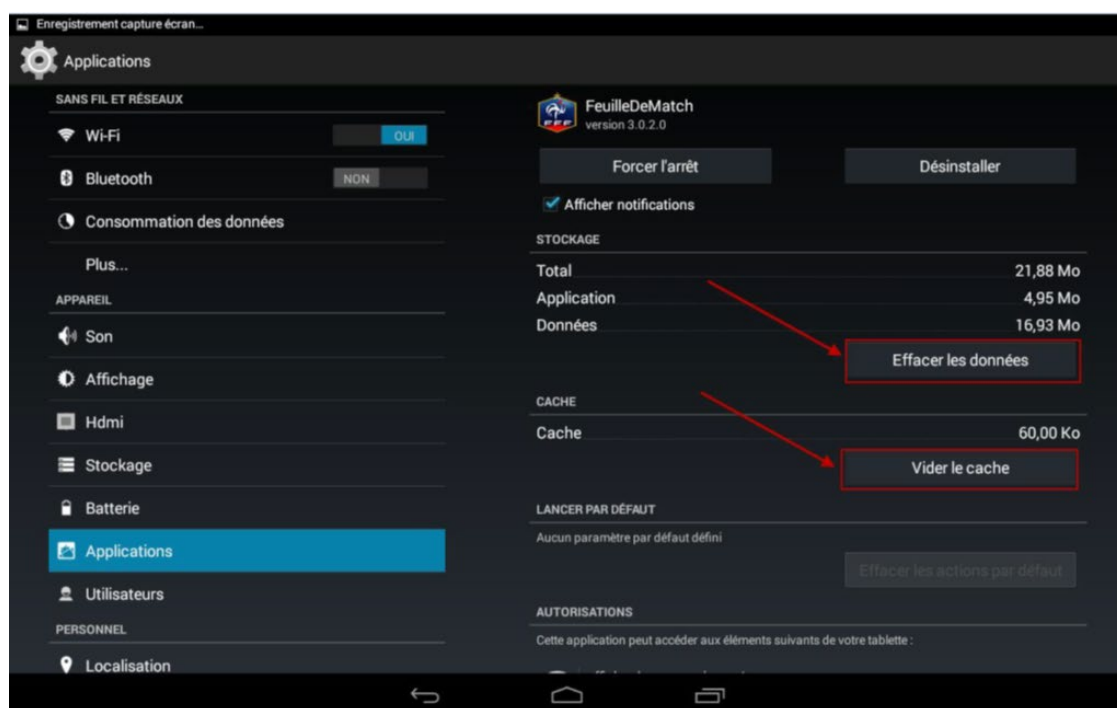 Enregistrement capture écran...
Applications
SANS FIL ET RÉSEAUX
Wi-Fi
OUI
Bluetooth
NON
Consommation des données
Plus...
APPAREIL
Son
Affichage
Hdmi
Stockage
Batterie
Applications
Utilisateurs
PERSONNEL
Localisation
FFF
FeuilleDeMatch
version 3.0.2.0
Forcer l'arrêt
Désinstaller
Afficher notifications
STOCKAGE
Total 21,88 Mo
Application 4,95 Mo
Données 16,93 Mo
Effacer les données
CACHE
Cache 60,00 Ko
Vider le cache
LANCER PAR DÉFAUT
Aucun paramètre par défaut défini
Effacer les actions par défaut
AUTORISATIONS
Cette application peut accéder aux éléments suivants de votre tablette :